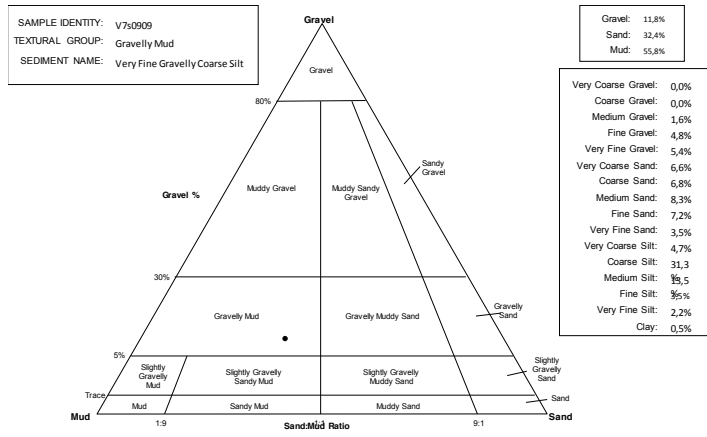 SAMPLE IDENTITY: V7s0909
TEXTURAL GROUP: Gravelly Mud
SEDIMENT NAME: Very Fine Gravelly Coarse Silt
Gravel
Gravel
80%
Sandy
Gravel
Gravel %
Muddy Gravel
Muddy Sandy
Gravel
30%
Gravelly Mud
Gravelly Muddy Sand
Gravelly
Sand
5%
Slightly
Gravelly
Mud
Slightly Gravelly
Sandy Mud
Slightly Gravelly
Muddy Sand
Slightly
Gravelly
Sand
Trace
Mud
Sandy Mud
Muddy Sand
Sand
Mud
1:9
Sand:Mud Ratio
9:1
Sand
Gravel: 11,8%
Sand: 32,4%
Mud: 55,8%
Very Coarse Gravel: 0,0%
Coarse Gravel: 0,0%
Medium Gravel: 1,6%
Fine Gravel: 4,8%
Very Fine Gravel: 5,4%
Very Coarse Sand: 6,6%
Coarse Sand: 6,8%
Medium Sand: 8,3%
Fine Sand: 7,2%
Very Fine Sand: 3,5%
Very Coarse Silt: 4,7%
Coarse Silt: 31,3
%
Medium Silt: 13,5
%
Fine Silt: 3,5%
Very Fine Silt: 2,2%
Clay: 0,5%